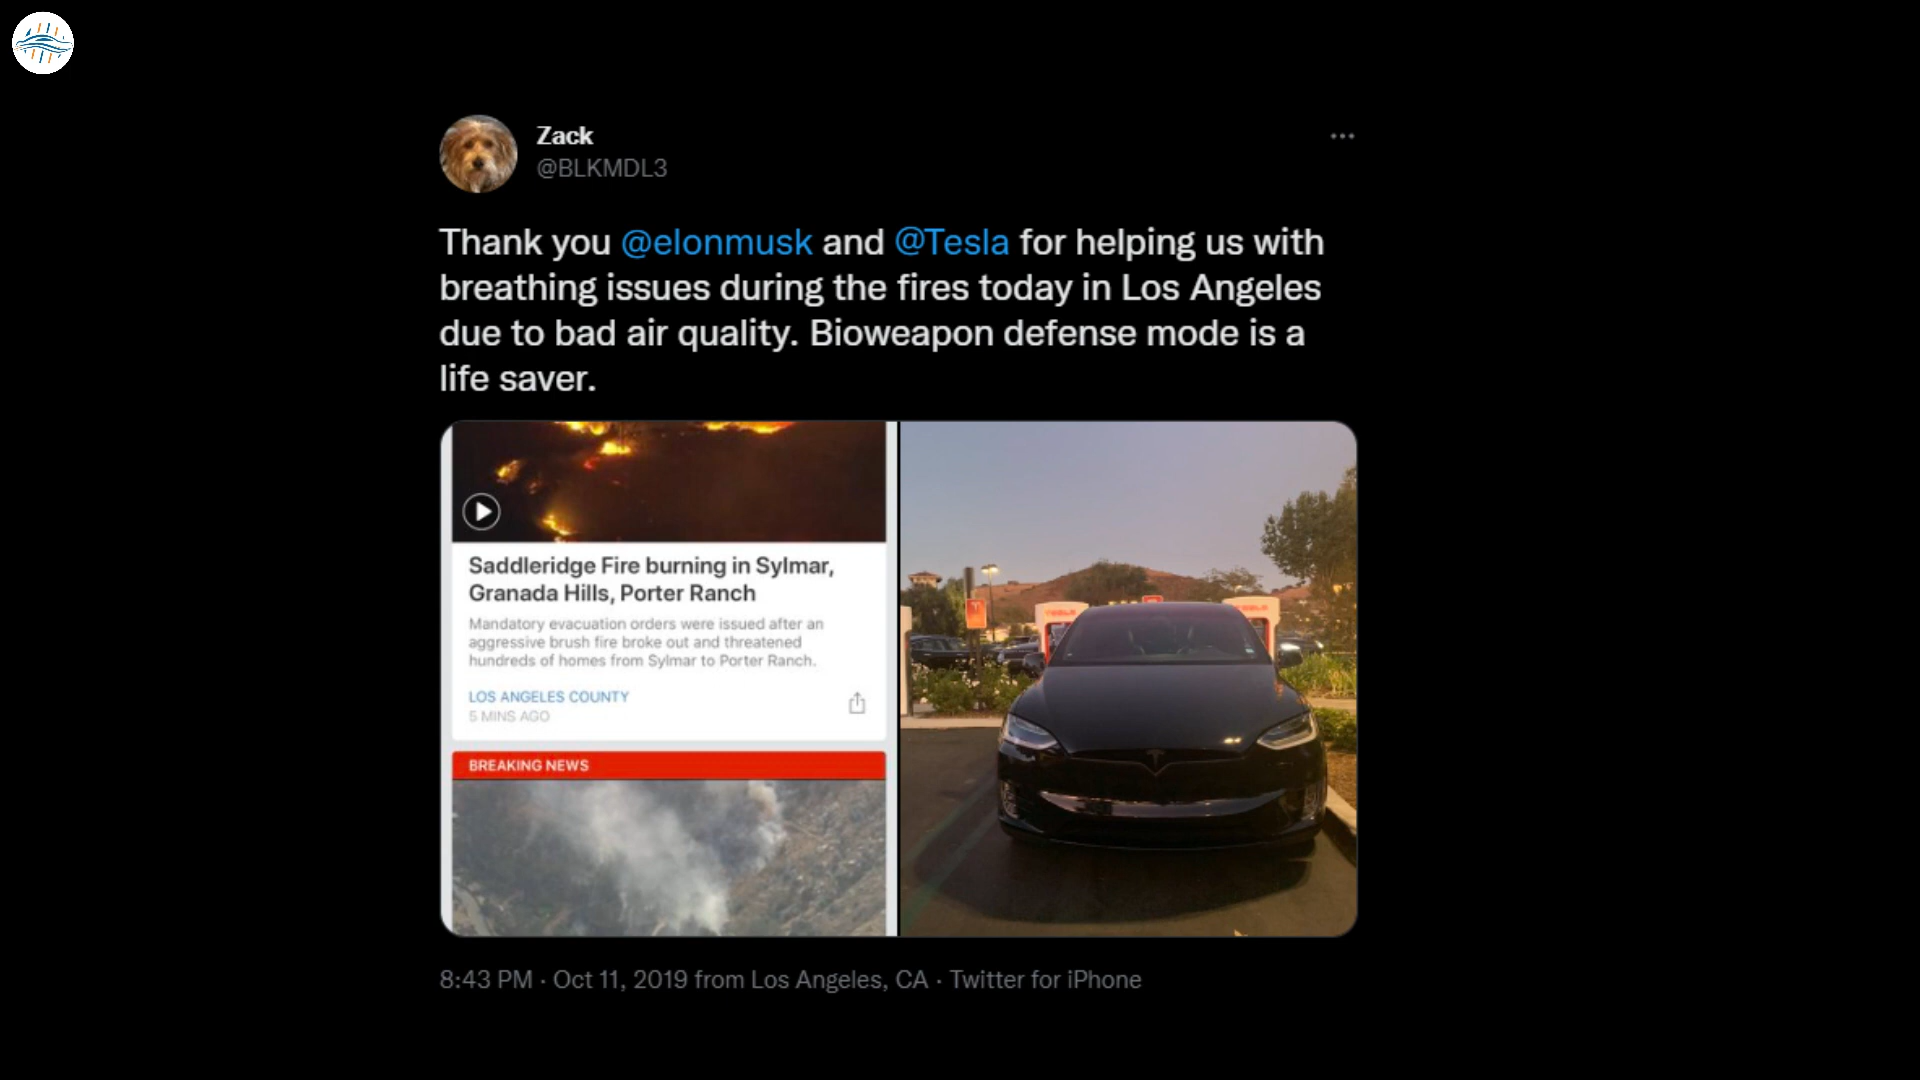 Zack
@BLKMDL3
Thank you @elonmusk and @Tesla for helping us with
breathing issues during the fires today in Los Angeles
due to bad air quality. Bioweapon defense mode is a
life saver.
Saddleridge Fire burning in Sylmar,
Granada Hills, Porter Ranch
Mandatory evacuation orders were issued after an
aggressive brush fire broke out and threatened
hundreds of homes from Sylmar to Porter Ranch.
LOS ANGELES COUNTY
5 MINS AGO
BREAKING NEWS
TESLA
TESLA
8:43 PM · Oct 11, 2019 from Los Angeles, CA · Twitter for iPhone